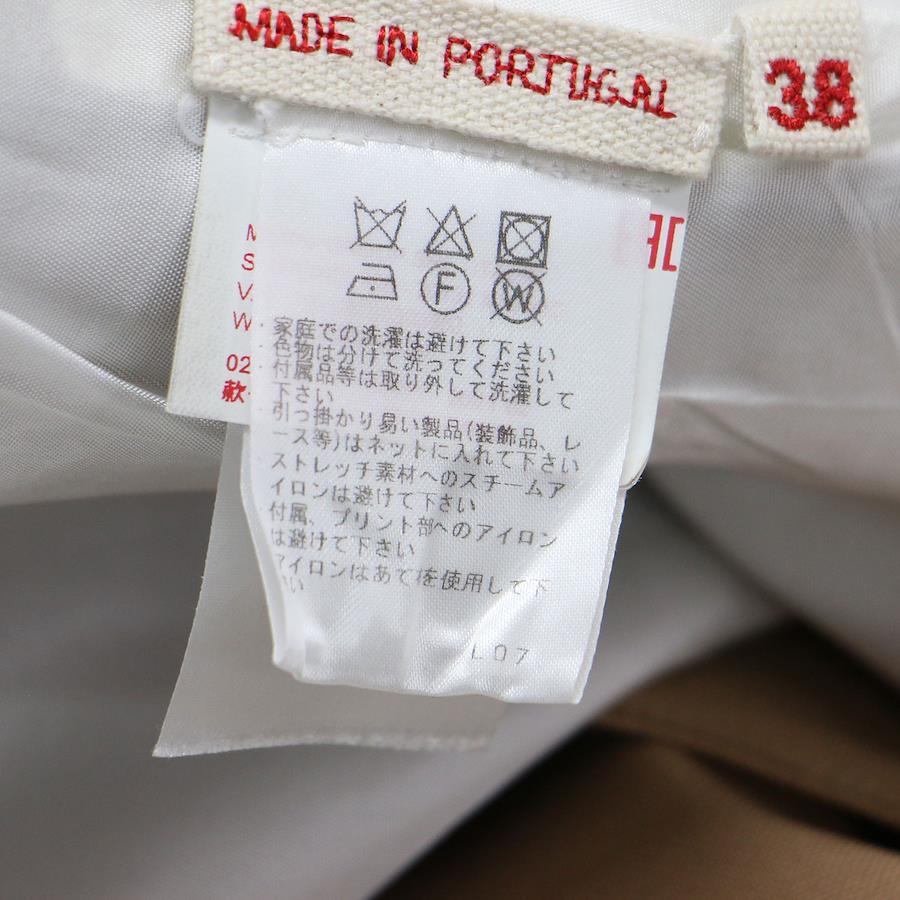 MADE IN PORTUGAL
38
02
F
W
家庭での洗濯は避けて下さい
色物は分けて洗ってください
付属品等は取り外して洗濯して
下さい
引っ掛かり易い製品(装飾品、レ
ース等)はネットに入れて下さい
ストレッチ素材へのスチームア
イロンは避けて下さい
付属、プリント部へのアイロン
は避けて下さい
アイロンはあて布を使用して下
さい
L07